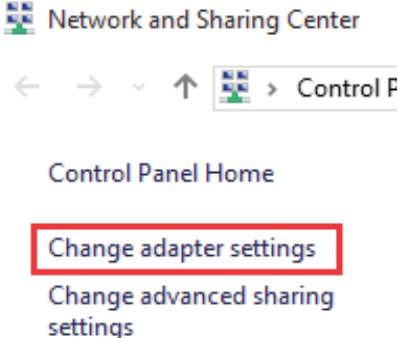 Network and Sharing Center
Control P
Control Panel Home
Change adapter settings
Change advanced sharing
settings